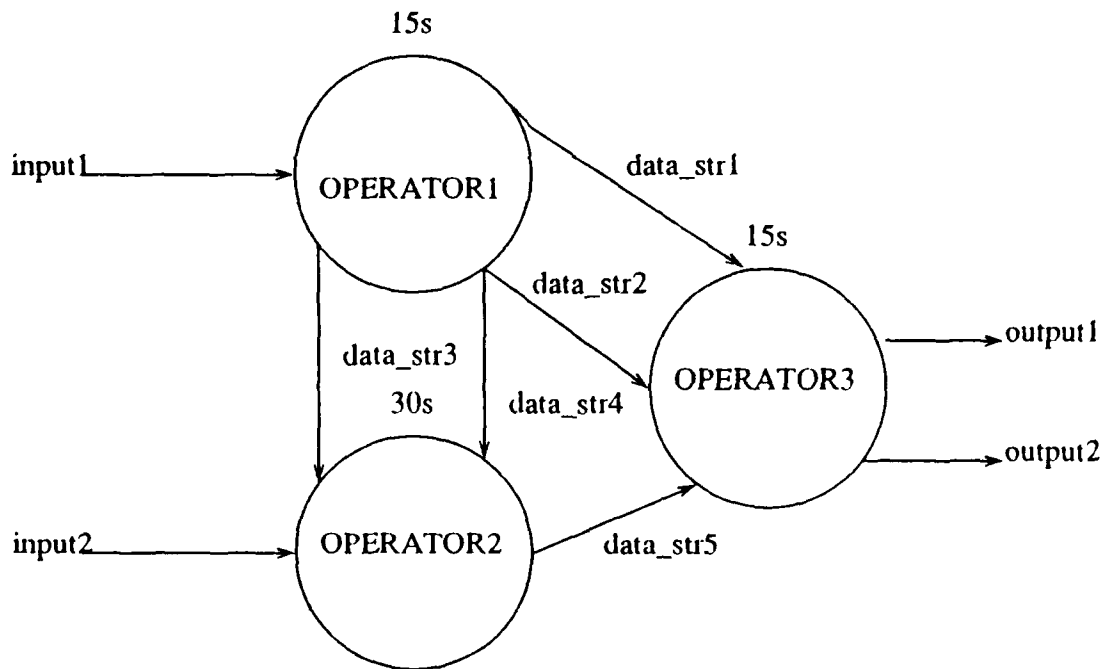 15s
input1
OPERATOR1
data_str1
15s
data_str2
output1
data_str3
OPERATOR3
30s
data_str4
output2
input2
OPERATOR2
data_str5